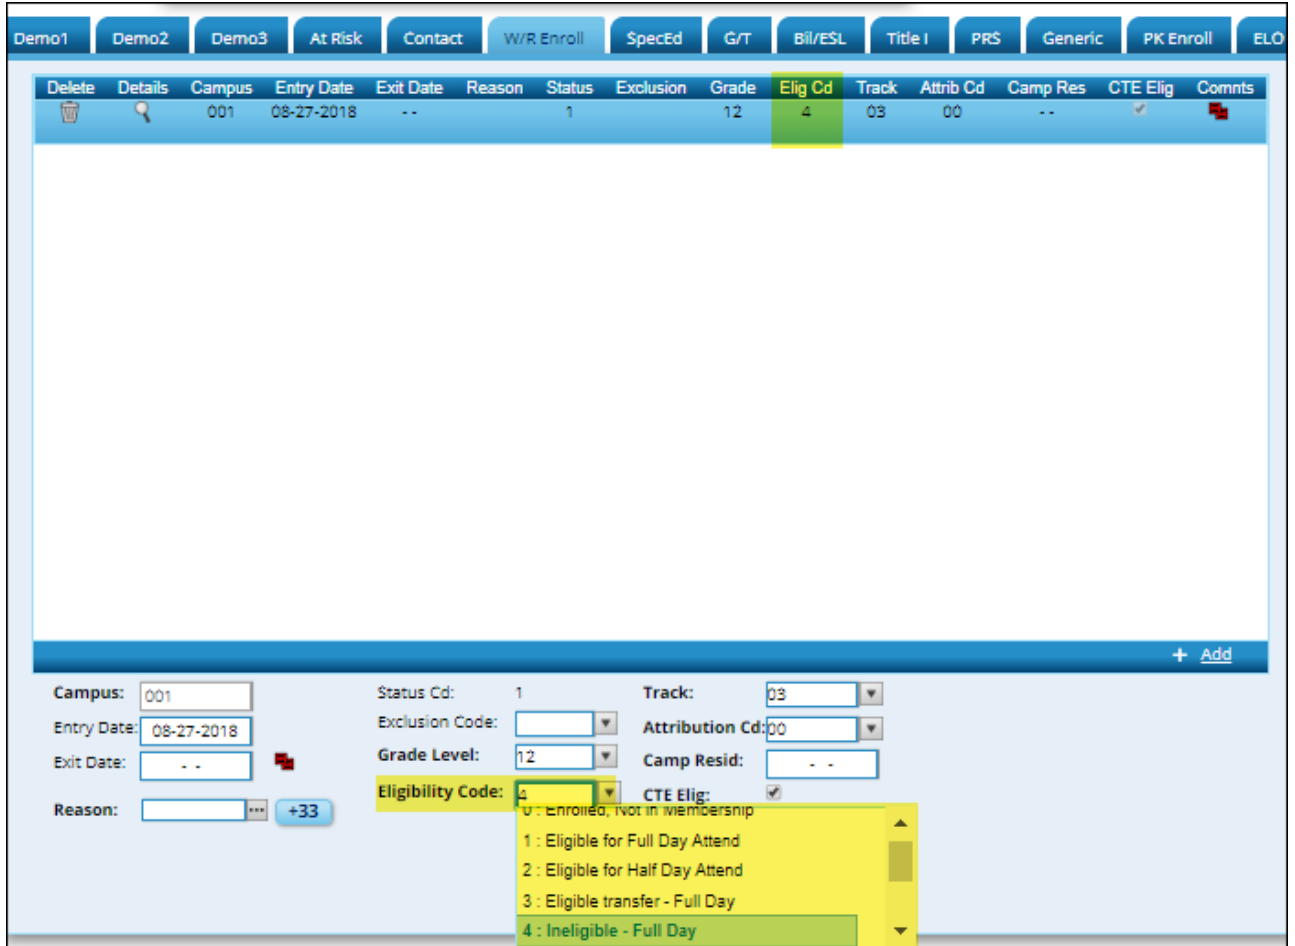 Demo1 Demo2 Demo3 At Risk Contact W/R Enroll SpecEd G/T Bil/ESL Title I PRS Generic PK Enroll ELO
Delete Details Campus Entry Date Exit Date Reason Status Exclusion Grade Elig Cd Track Attrib Cd Camp Res CTE Elig Comnts
001 08-27-2018 - - 1 12 4 03 00 - -
+ Add
Campus: 001 Status Cd: 1 Track: 03
Entry Date: 08-27-2018 Exclusion Code: Attribution Cd: 00
Exit Date: - - Grade Level: 12 Camp Resid: - -
Eligibility Code: 4 CTE Elig:
Reason: ... +33
0 : Enrolled, Not in Membership
1 : Eligible for Full Day Attend
2 : Eligible for Half Day Attend
3 : Eligible transfer - Full Day
4 : Ineligible - Full Day